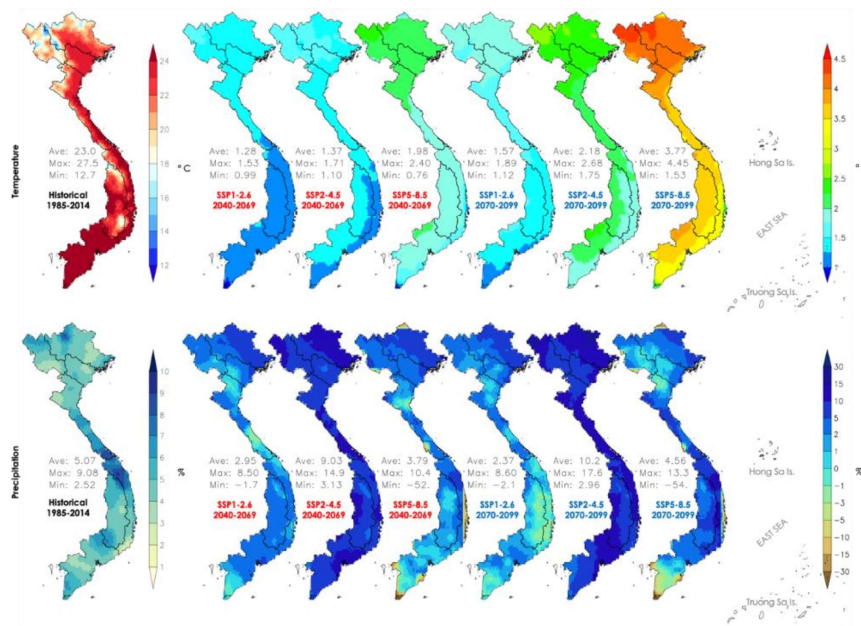 Temperature
24
22
20
18
16
14
12
°C
Ave: 23.0
Max: 27.5
Min: 12.7
Historical
1985-2014
Ave: 1.28
Max: 1.53
Min: 0.99
SSP1-2.6
2040-2069
Ave: 1.37
Max: 1.71
Min: 1.10
SSP2-4.5
2040-2069
Ave: 1.98
Max: 2.40
Min: 0.76
SSP5-8.5
2040-2069
Ave: 1.57
Max: 1.89
Min: 1.12
SSP1-2.6
2070-2099
Ave: 2.18
Max: 2.68
Min: 1.75
SSP2-4.5
2070-2099
Ave: 3.77
Max: 4.45
Min: 1.53
SSP5-8.5
2070-2099
Hong Sa Is.
EAST SEA
Truong Sa Is.
4.5
4
3.5
3
2.5
2
1.5
1
Precipitation
10
9
8
7
6
5
4
3
2
1
Ave: 5.07
Max: 9.08
Min: 2.52
Historical
1985-2014
Ave: 2.95
Max: 8.50
Min: -1.7
SSP1-2.6
2040-2069
Ave: 9.03
Max: 14.9
Min: 3.13
SSP2-4.5
2040-2069
Ave: 3.79
Max: 10.4
Min: -52.
SSP5-8.5
2040-2069
Ave: 2.37
Max: 8.60
Min: -2.1
SSP1-2.6
2070-2099
Ave: 10.2
Max: 17.6
Min: 2.96
SSP2-4.5
2070-2099
Ave: 4.56
Max: 13.3
Min: -54.
SSP5-8.5
2070-2099
Hong Sa Is.
EAST SEA
Truong Sa Is.
30
15
10
5
2
1
0
-1
-2
-5
-10
-15
-30